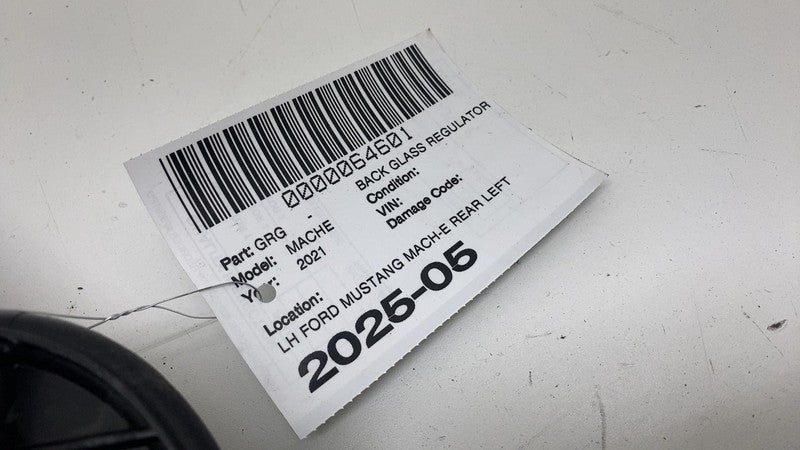 0000064601
Part: GRG - BACK GLASS REGULATOR
Model: MACHE Condition:
Year: 2021 VIN:
Damage Code:
Location:
LH FORD MUSTANG MACH-E REAR LEFT
2025-05